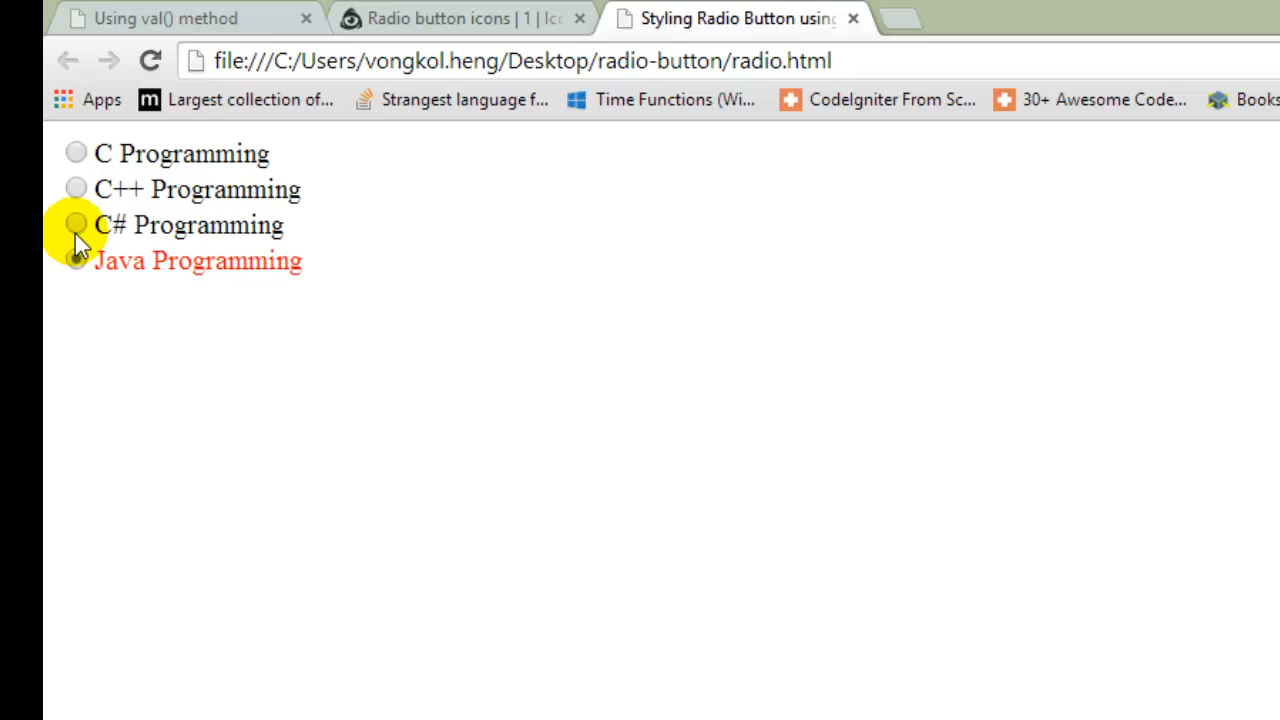 Using val() method
Radio button icons | 1 | Ico
Styling Radio Button using
file:///C:/Users/vongkol.heng/Desktop/radio-button/radio.html
Apps
m
Largest collection of...
Strangest language f...
Time Functions (Wi...
CodeIgniter From Sc...
30+ Awesome Code...
Books
C Programming
C++ Programming
C# Programming
Java Programming